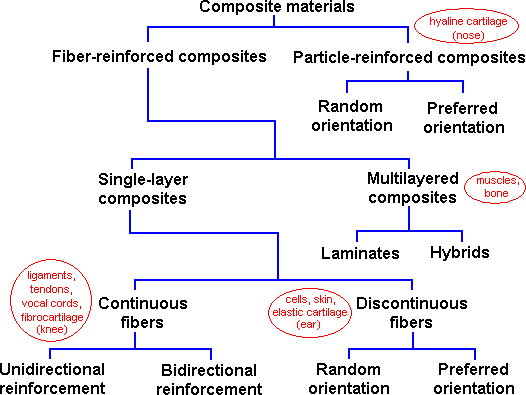 Composite materials
hyaline cartilage
(nose)
Fiber-reinforced composites
Particle-reinforced composites
Random
orientation
Preferred
orientation
Single-layer
composites
Multilayered
composites
muscles,
bone
Laminates
Hybrids
ligaments,
tendons,
vocal cords,
fibrocartilage
(knee)
Continuous
fibers
cells, skin,
elastic cartilage
(ear)
Discontinuous
fibers
Unidirectional
reinforcement
Bidirectional
reinforcement
Random
orientation
Preferred
orientation